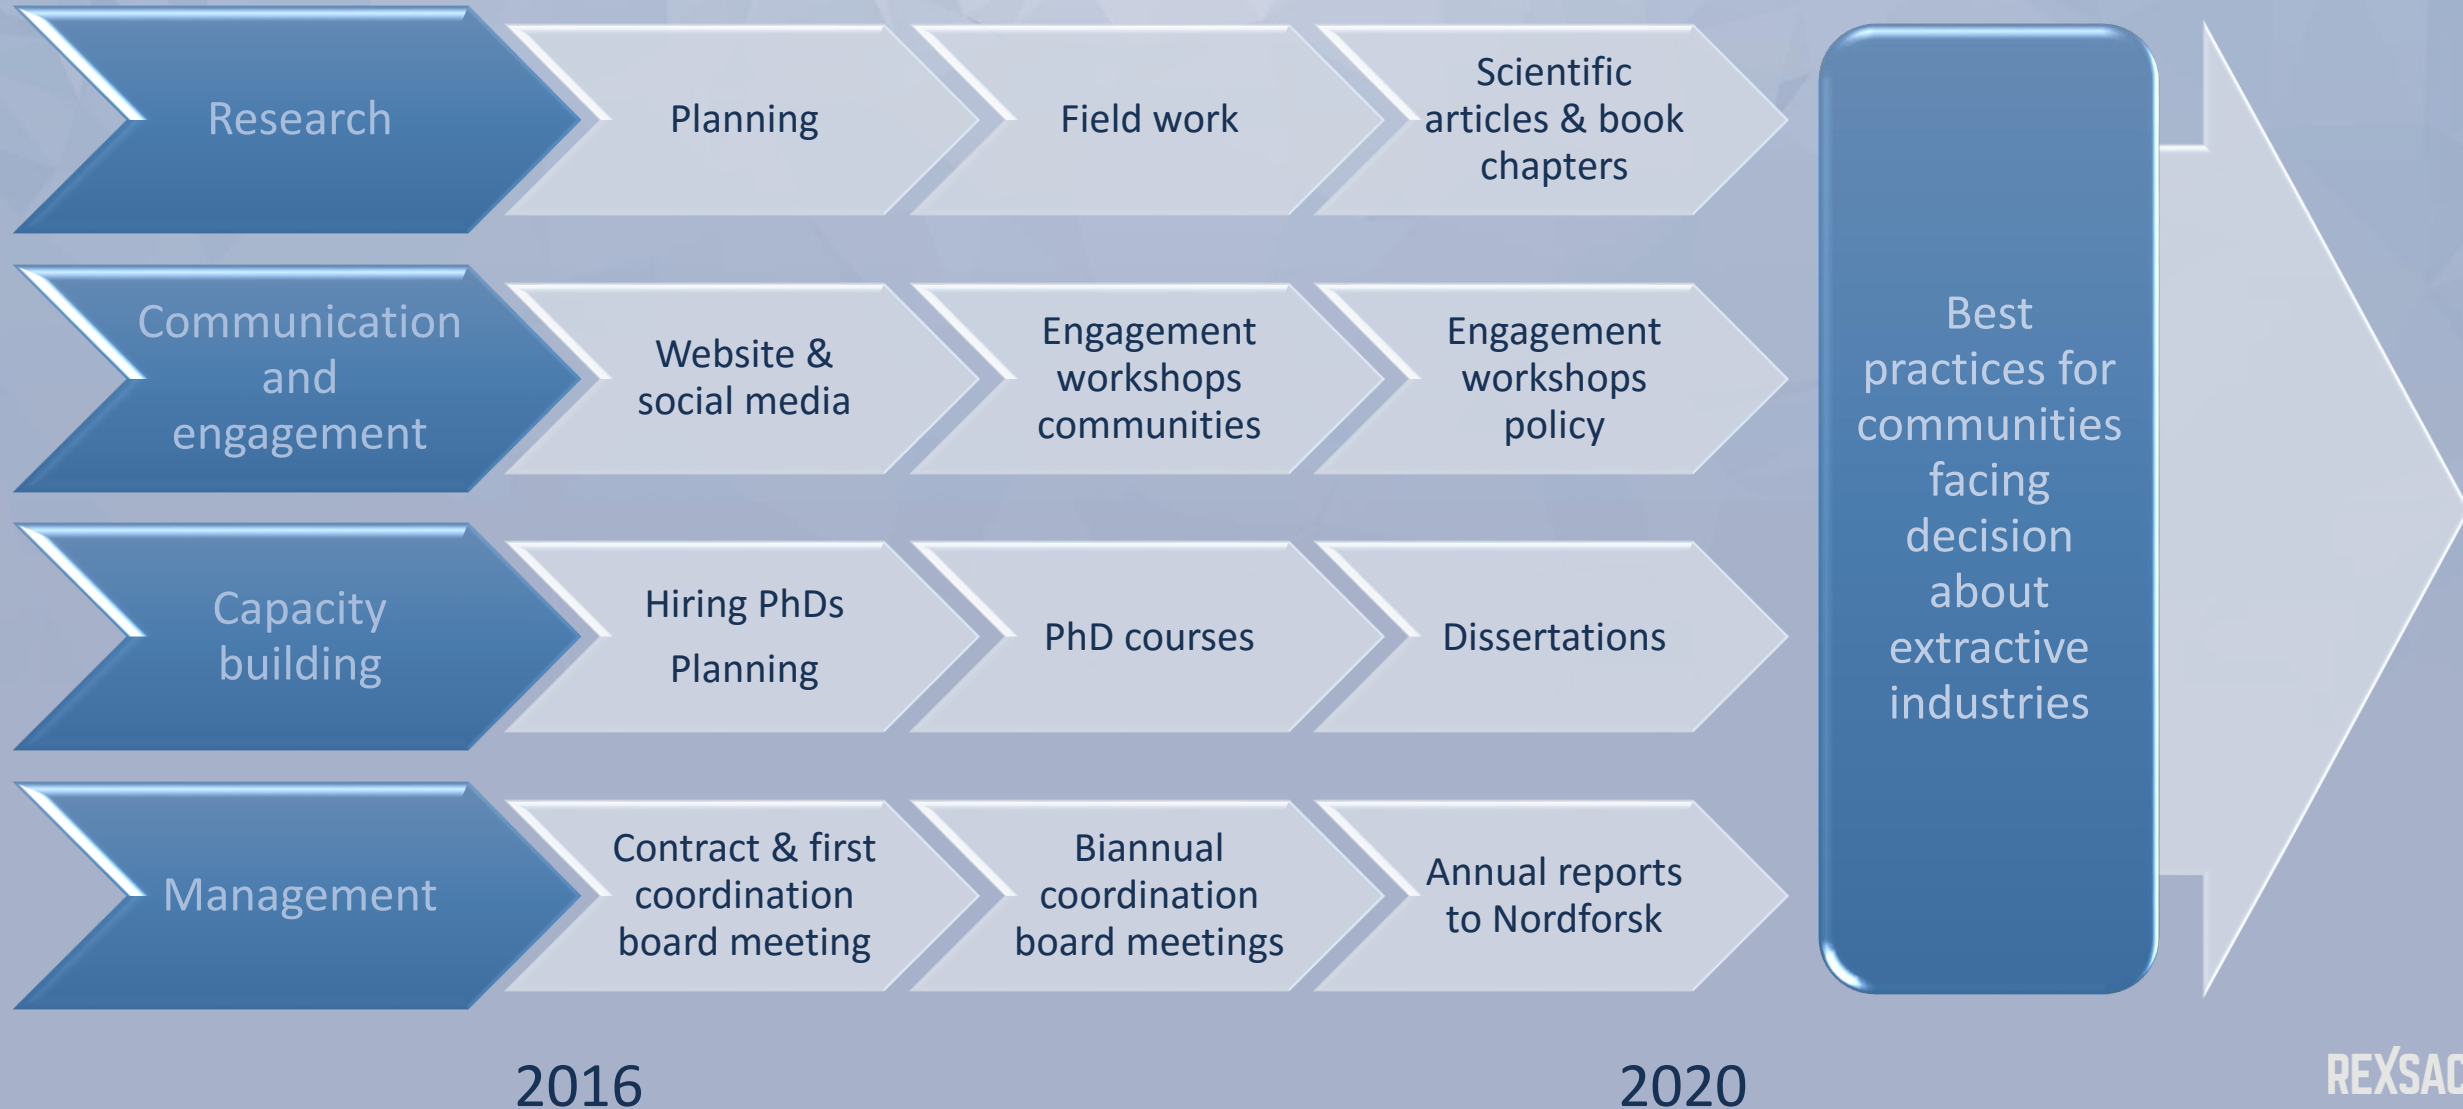 Research
Planning
Field work
Scientific
articles & book
chapters
Communication
and
engagement
Website &
social media
Engagement
workshops
communities
Engagement
workshops
policy
Capacity
building
Hiring PhDs
Planning
PhD courses
Dissertations
Management
Contract & first
coordination
board meeting
Biannual
coordination
board meetings
Annual reports
to Nordforsk
Best
practices for
communities
facing
decision
about
extractive
industries
2016
2020
REXSAC